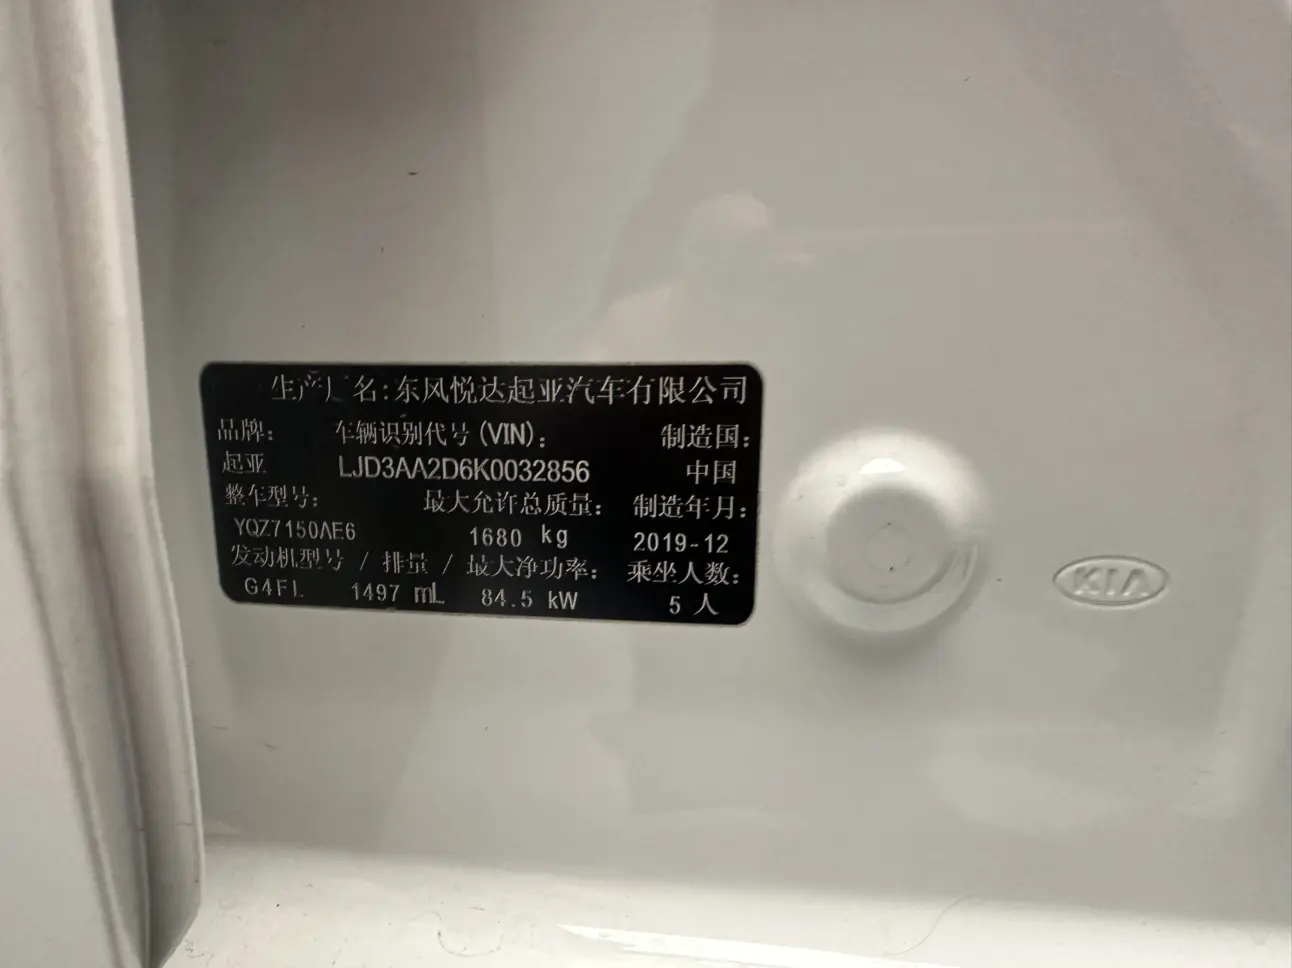 生产厂名:东风悦达起亚汽车有限公司
品牌: 车辆识别代号(VIN): 制造国:
起亚 LJD3AA2D6K0032856 中国
整车型号: 最大允许总质量: 制造年月:
YQZ7150AE6 1680 kg 2019-12
发动机型号 / 排量 / 最大净功率: 乘坐人数:
G4FL 1497 mL 84.5 kW 5 人
KIA